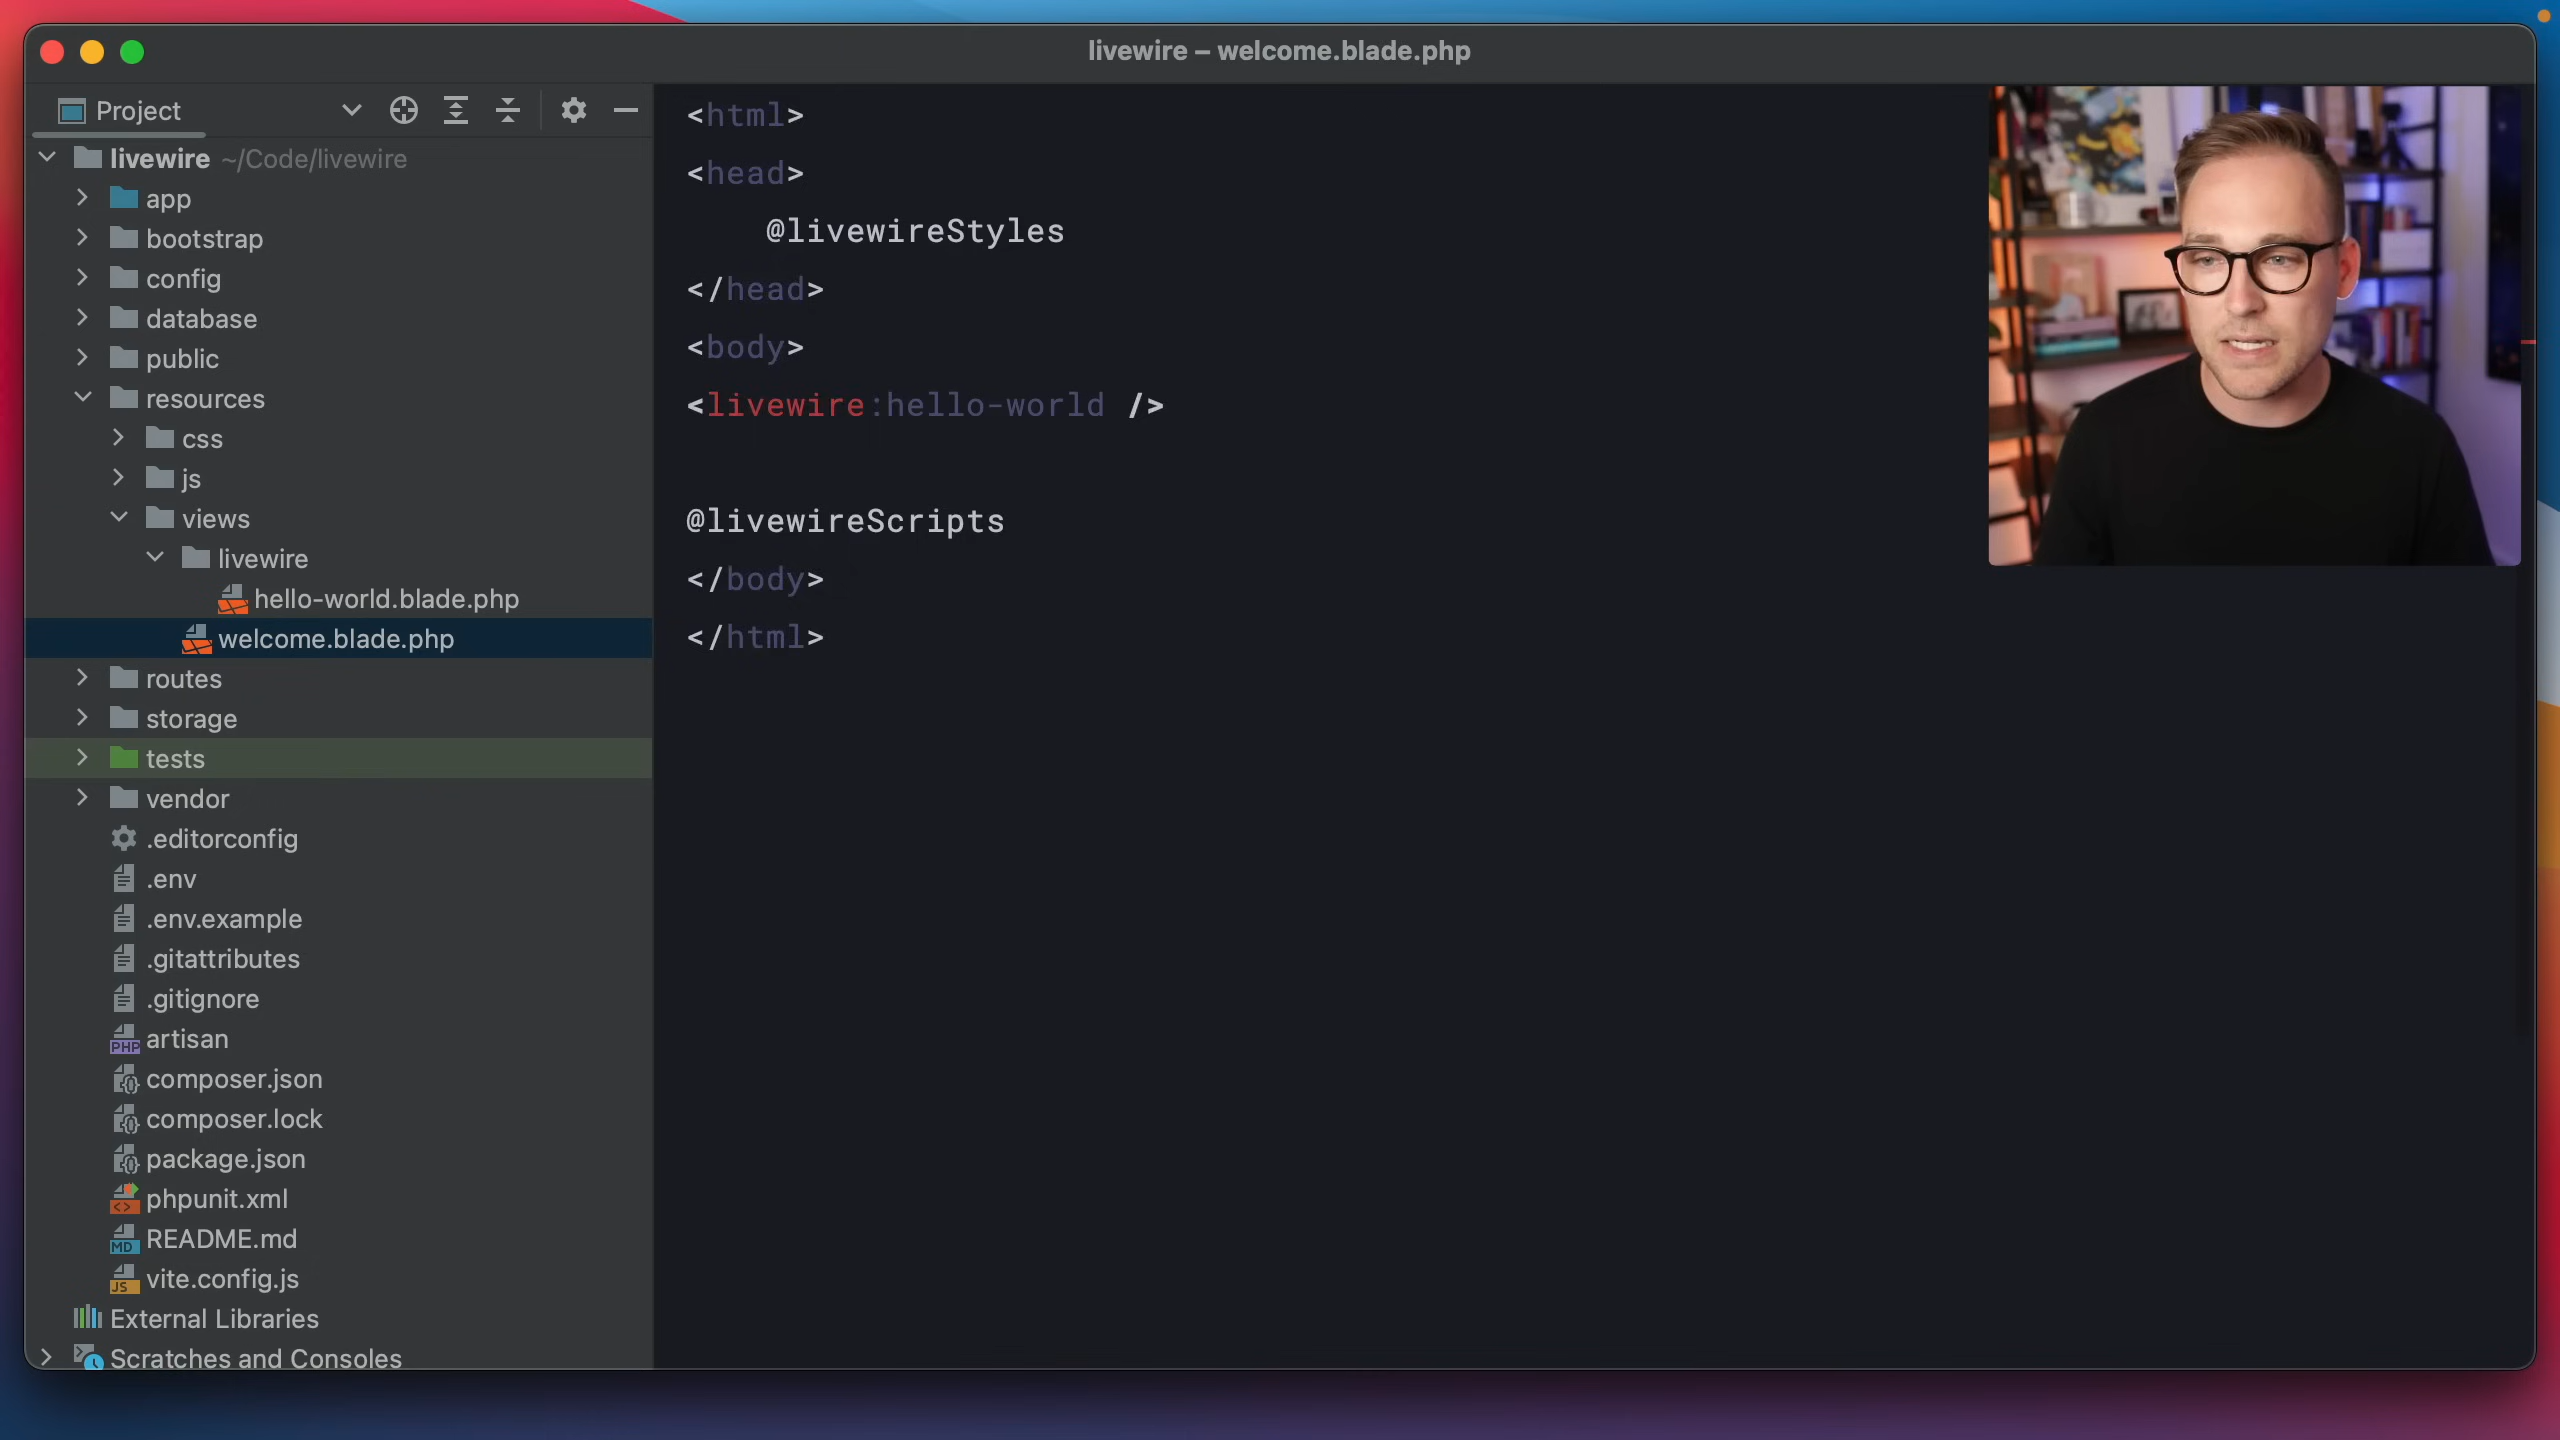 livewire – welcome.blade.php
Project
livewire ~/Code/livewire
app
bootstrap
config
database
public
resources
css
js
views
livewire
hello-world.blade.php
welcome.blade.php
routes
storage
tests
vendor
.editorconfig
.env
.env.example
.gitattributes
.gitignore
artisan
composer.json
composer.lock
package.json
phpunit.xml
README.md
vite.config.js
External Libraries
Scratches and Consoles
<html>
<head>
    @livewireStyles
</head>
<body>
<livewire:hello-world />
@livewireScripts
</body>
</html>